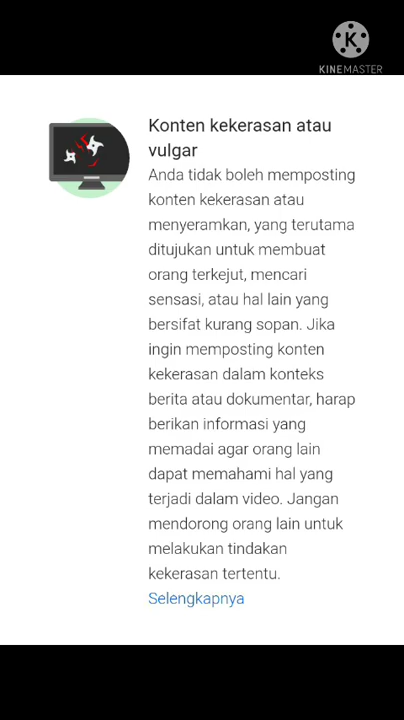 KINEMASTER
Konten kekerasan atau
vulgar
Anda tidak boleh memposting
konten kekerasan atau
menyeramkan, yang terutama
ditujukan untuk membuat
orang terkejut, mencari
sensasi, atau hal lain yang
bersifat kurang sopan. Jika
ingin memposting konten
kekerasan dalam konteks
berita atau dokumentar, harap
berikan informasi yang
memadai agar orang lain
dapat memahami hal yang
terjadi dalam video. Jangan
mendorong orang lain untuk
melakukan tindakan
kekerasan tertentu.
Selengkapnya